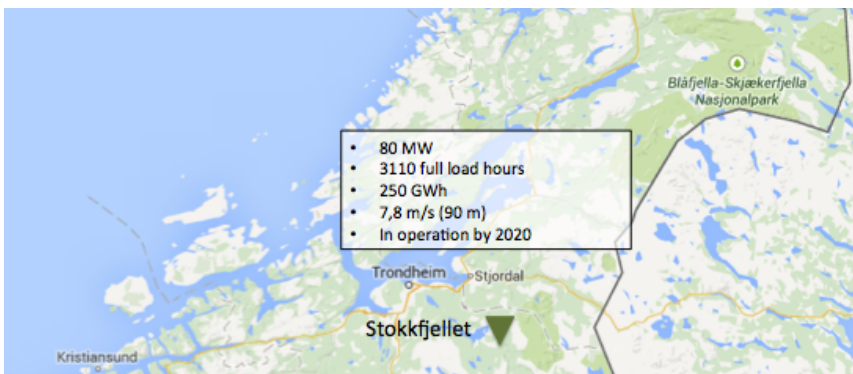 Blåfjella-Skjækerfjella
Nasjonalpark
• 80 MW
• 3110 full load hours
• 250 GWh
• 7,8 m/s (90 m)
• In operation by 2020
Trondheim
Stjordal
Stokkfjellet
Kristiansund